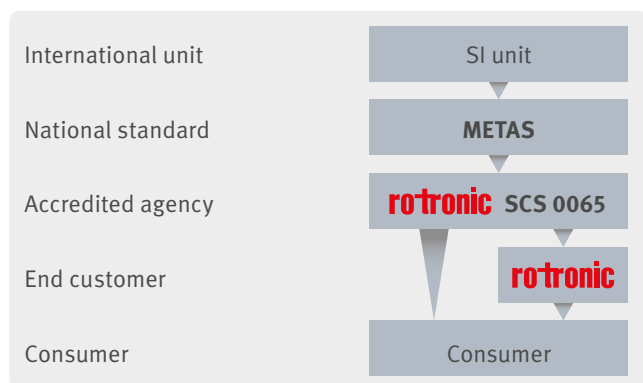 International unit SI unit
National standard METAS
Accredited agency rotronic SCS 0065
End customer rotronic
Consumer Consumer